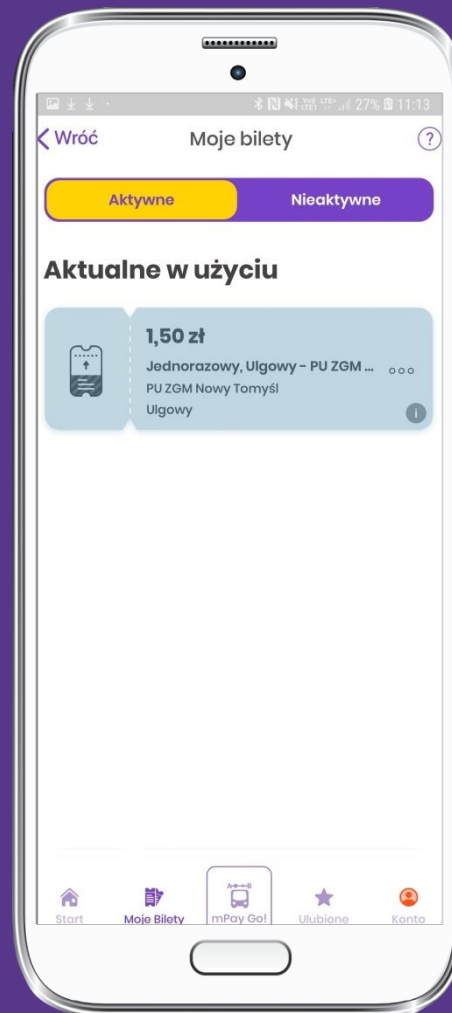 27% 11:13
Wróć
Moje bilety
?
Aktywne
Nieaktywne
Aktualne w użyciu
1,50 zł
Jednorazowy, Ulgowy - PU ZGM ...
PU ZGM Nowy Tomyśl
Ulgowy
i
Start
Moje Bilety
mPay Go!
Ulubione
Konto